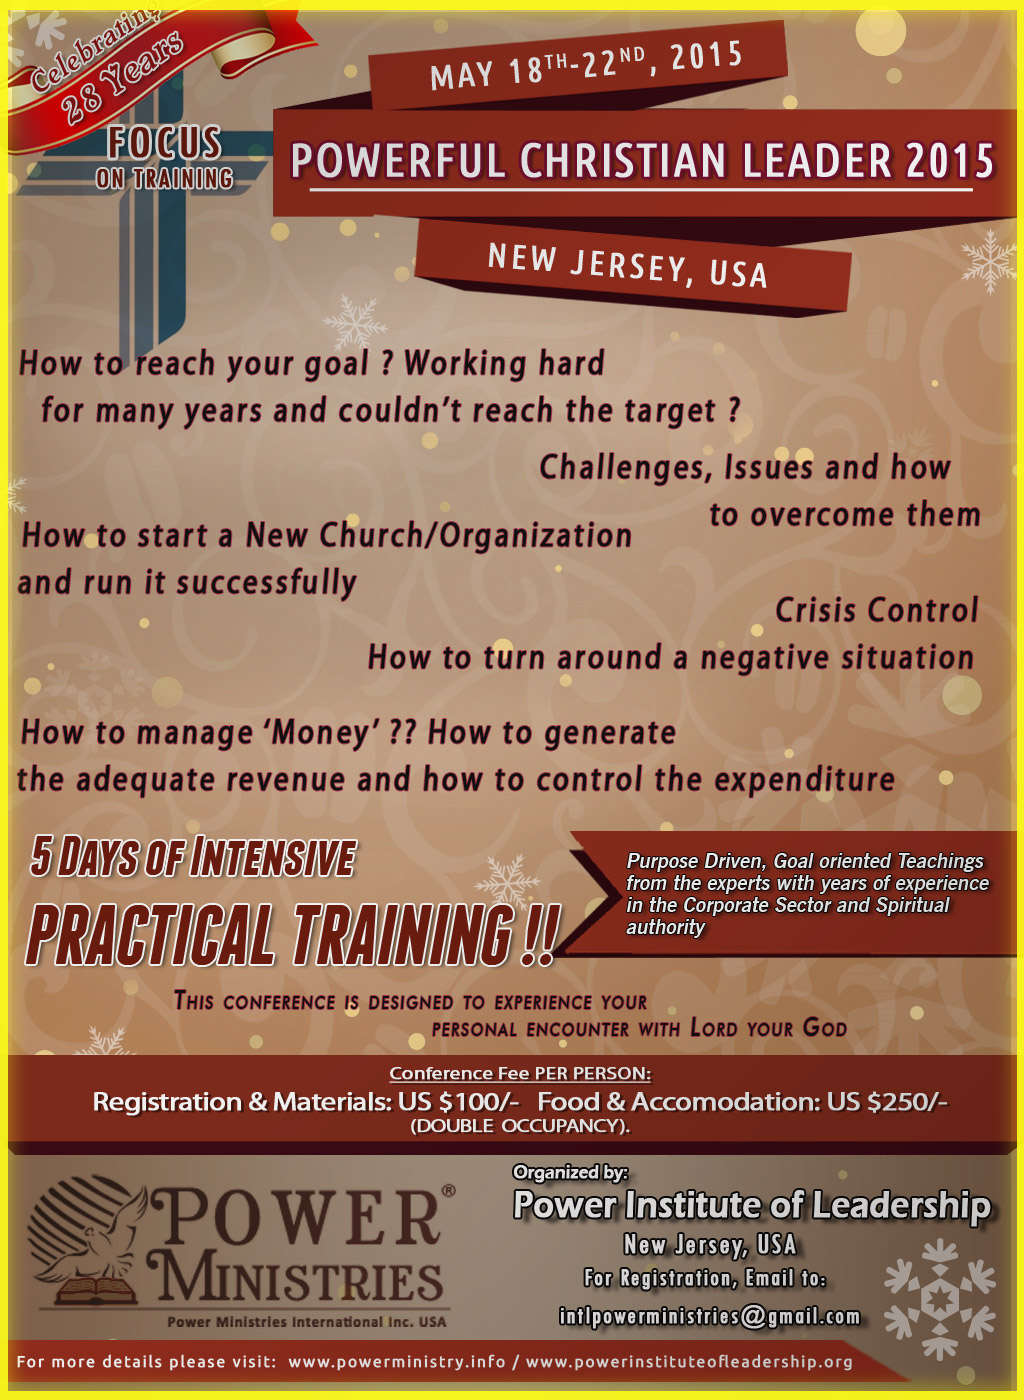 Celebrating
28 Years
FOCUS
ON TRAINING
MAY 18TH-22ND, 2015
POWERFUL CHRISTIAN LEADER 2015
NEW JERSEY, USA
How to reach your goal ? Working hard
for many years and couldn't reach the target ?
Challenges, Issues and how
to overcome them
How to start a New Church/Organization
and run it successfully
Crisis Control
How to turn around a negative situation
How to manage ‘Money’ ?? How to generate
the adequate revenue and how to control the expenditure
5 DAYS OF INTENSIVE
PRACTICAL TRAINING !!
Purpose Driven, Goal oriented Teachings
from the experts with years of experience
in the Corporate Sector and Spiritual
authority
THIS CONFERENCE IS DESIGNED TO EXPERIENCE YOUR
PERSONAL ENCOUNTER WITH LORD YOUR GOD
Conference Fee PER PERSON:
Registration & Materials: US $100/- Food & Accomodation: US $250/-
(DOUBLE OCCUPANCY).
POWER®
MINISTRIES
Power Ministries International Inc. USA
Organized by:
Power Institute of Leadership
New Jersey, USA
For Registration, Email to:
intlpowerministries@gmail.com
For more details please visit: www.powerministry.info / www.powerinstituteofleadership.org